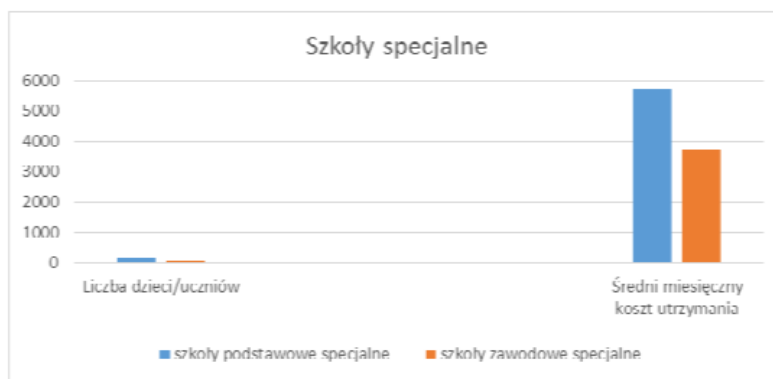 Szkoły specjalne
6000
5000
4000
3000
2000
1000
0
Liczba dzieci/uczniów
Średni miesięczny
koszt utrzymania
szkoły podstawowe specjalne
szkoły zawodowe specjalne